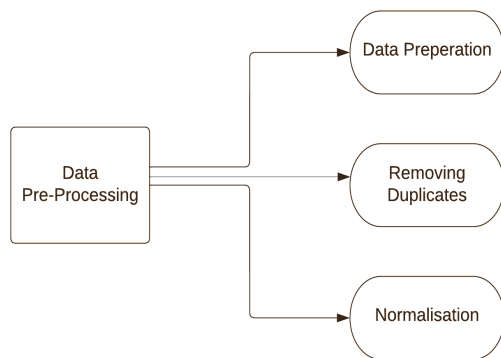 Data
Pre-Processing
Data Preperation
Removing
Duplicates
Normalisation